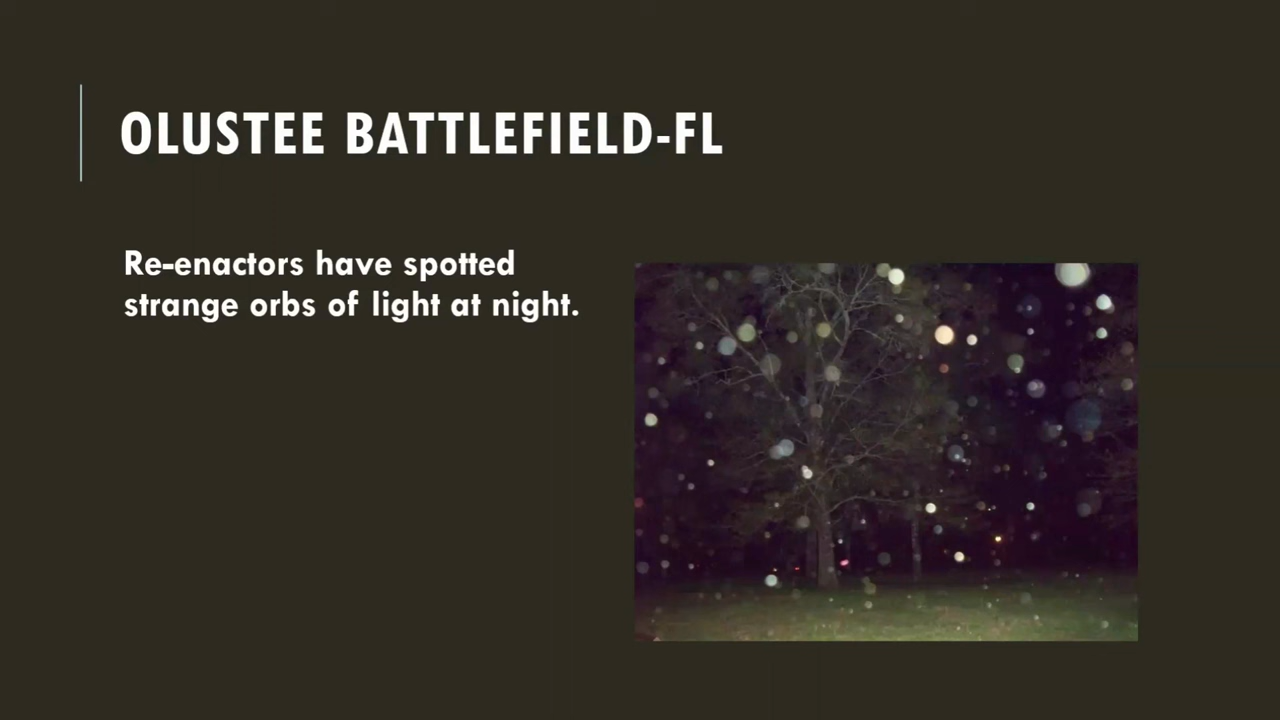 OLUSTEE BATTLEFIELD-FL
Re-enactors have spotted
strange orbs of light at night.